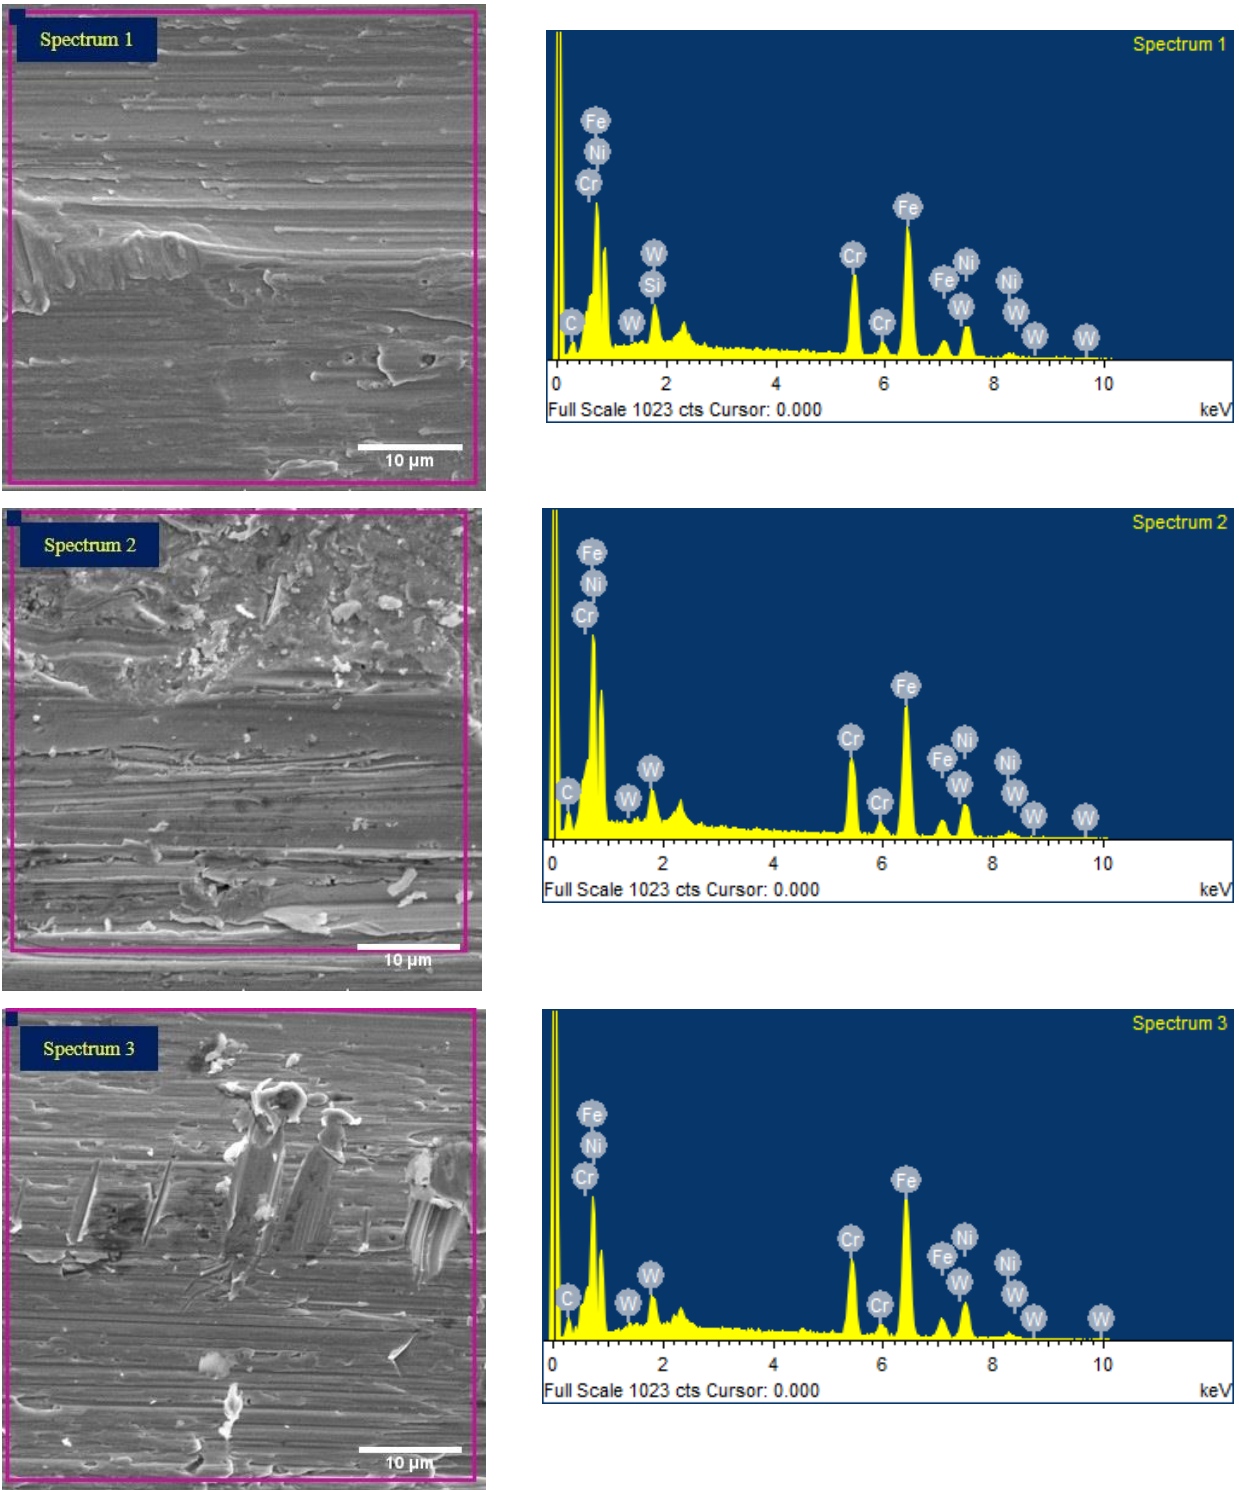 Spectrum 1
10 µm
Spectrum 1
Fe
Ni
Cr
W
Si
C
W
Cr
Cr
Fe
Fe
Ni
W
Ni
W
W
W
0 2 4 6 8 10
Full Scale 1023 cts Cursor: 0.000 keV
Spectrum 2
10 µm
Spectrum 2
Fe
Ni
Cr
C
W
W
Cr
Cr
Fe
Fe
Ni
W
Ni
W
W
W
0 2 4 6 8 10
Full Scale 1023 cts Cursor: 0.000 keV
Spectrum 3
10 µm
Spectrum 3
Fe
Ni
Cr
C
W
W
Cr
Cr
Fe
Fe
Ni
W
Ni
W
W
W
0 2 4 6 8 10
Full Scale 1023 cts Cursor: 0.000 keV